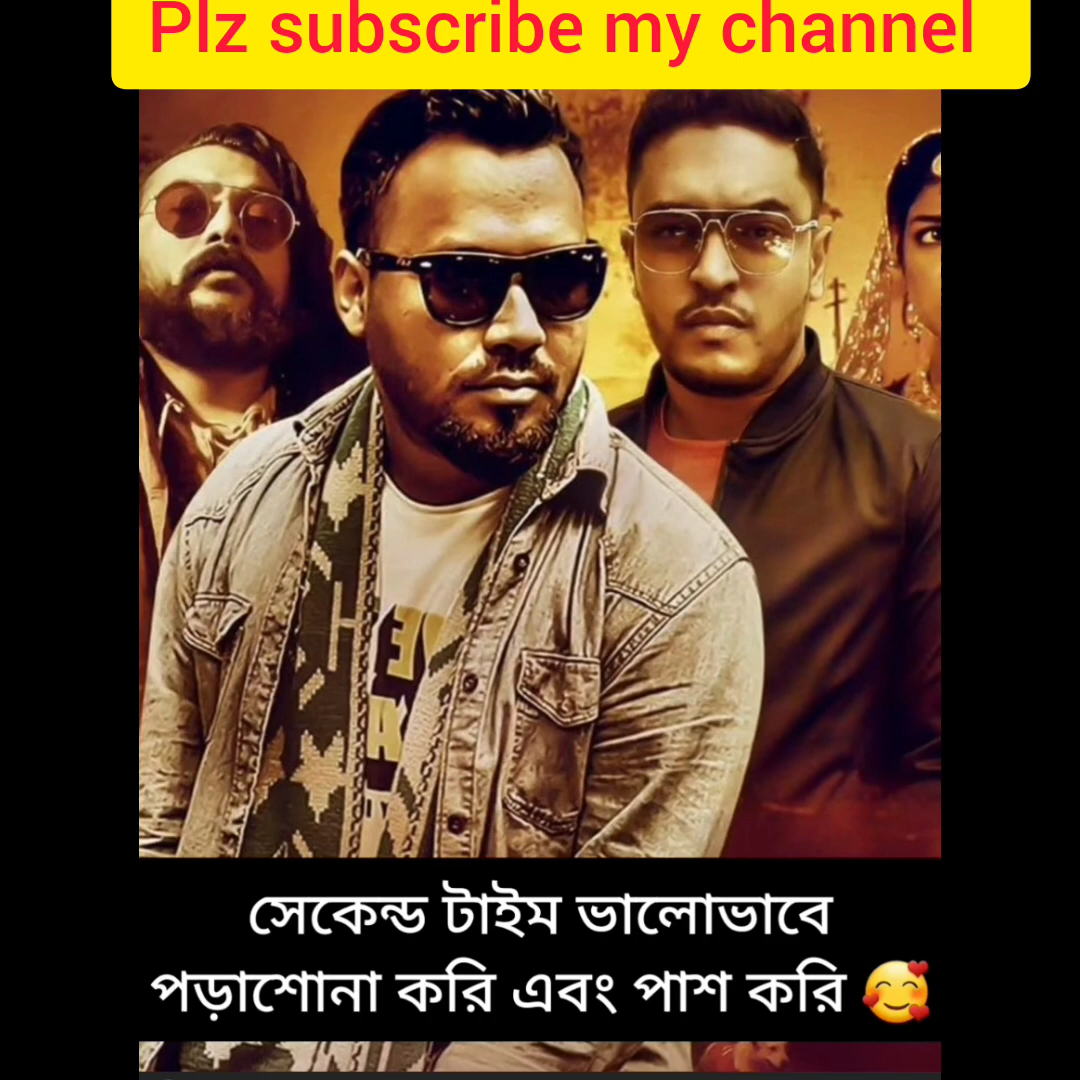 Plz subscribe my channel
সেকেন্ড টাইম ভালোভাবে
পড়াশোনা করি এবং পাশ করি 🥰